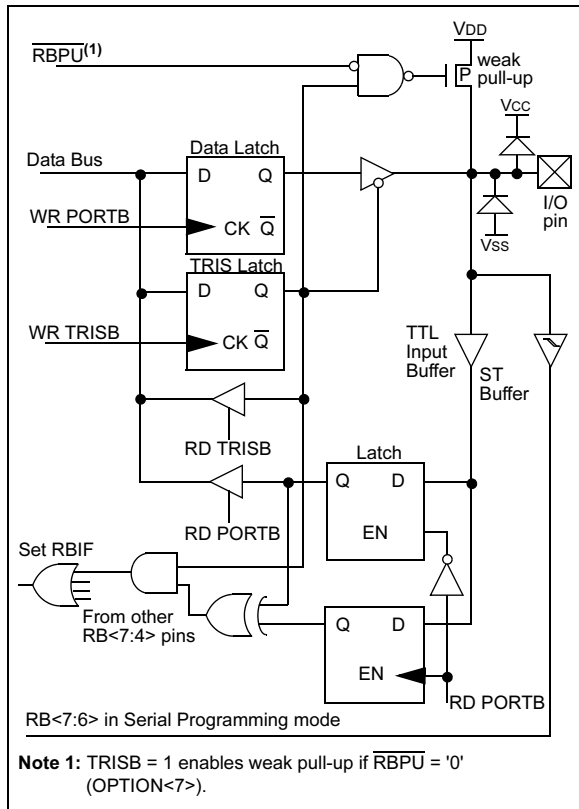 VDD
RBPU(1)
weak
pull-up
P
VCC
Data Latch
Data Bus
D Q
I/O
pin
WR PORTB
CK Q
VSS
TRIS Latch
D Q
WR TRISB
CK Q
TTL
Input
Buffer
ST
Buffer
RD TRISB
Latch
Q D
RD PORTB
EN
Set RBIF
From other
RB<7:4> pins
Q D
EN
RD PORTB
RB<7:6> in Serial Programming mode
Note 1: TRISB = 1 enables weak pull-up if RBPU = '0'
(OPTION<7>).